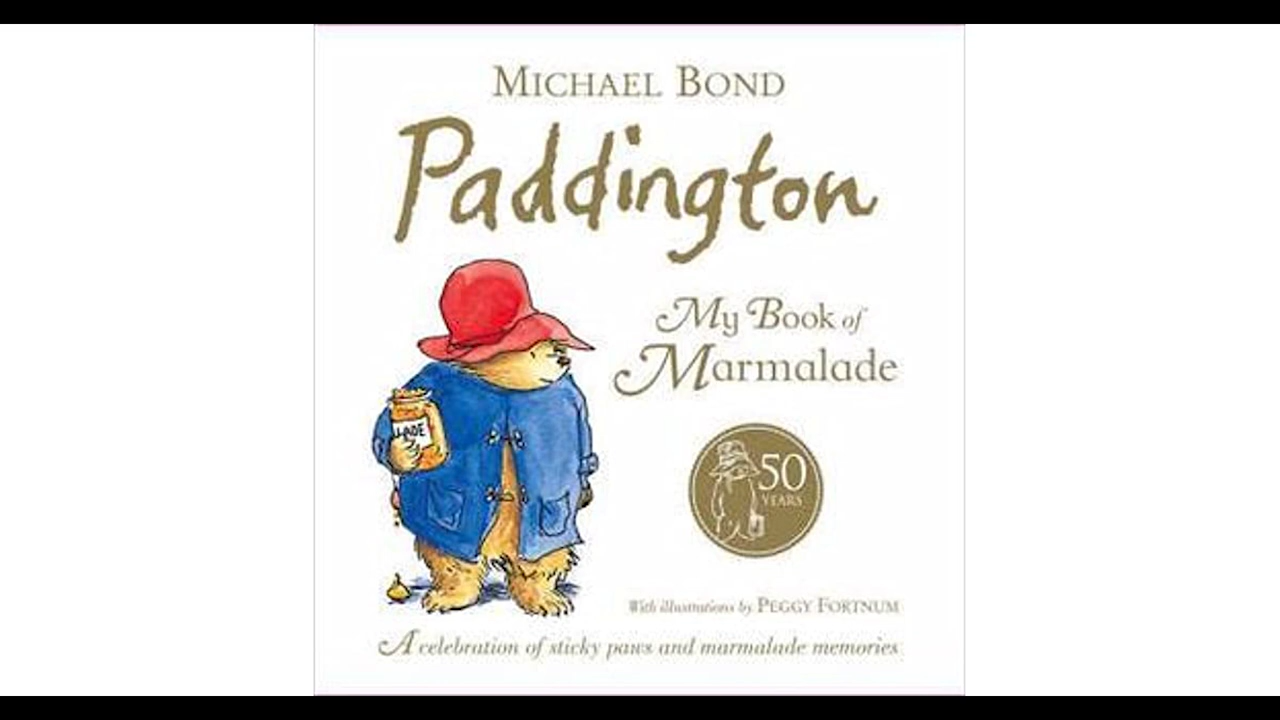 MICHAEL BOND
Paddington
My Book of
Marmalade
LADE
50
YEARS
With illustrations by PEGGY FORTNUM
A celebration of sticky paws and marmalade memories